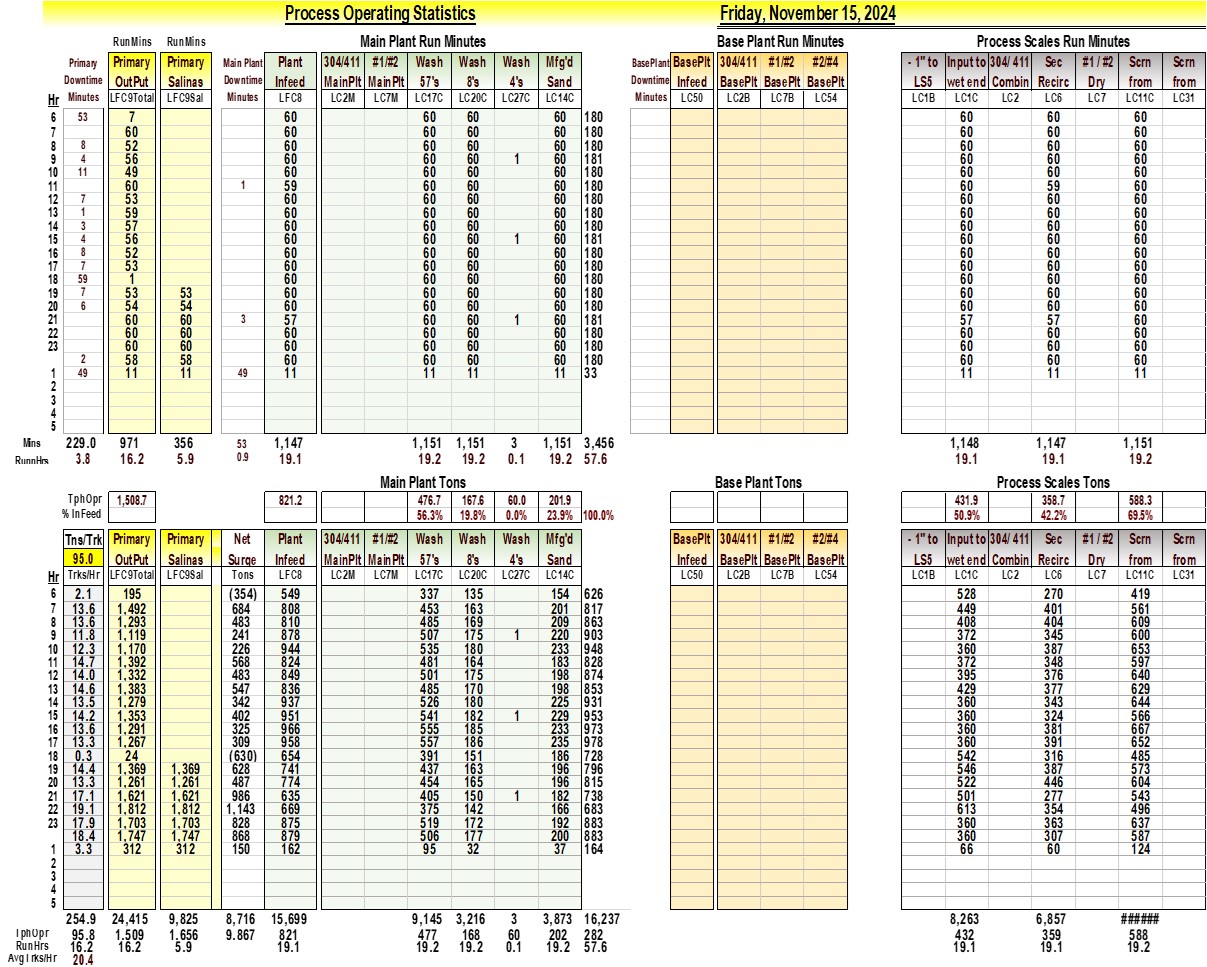 Process Operating Statistics Friday, November 15, 2024
RunMins RunMins Main Plant Run Minutes Base Plant Run Minutes Process Scales Run Minutes
Primary Primary Primary Main Plant Plant 304/411 #1/#2 Wash Wash Wash Mfg'd BasePlant BasePlt 304/411 #1/#2 #2/#4 - 1" to Input to 304/ 411 Sec #1 / #2 Scrn Scrn
Downtime OutPut Salinas Downtime Infeed MainPlt MainPlt 57's 8's 4's Sand Downtime Infeed BasePlt BasePlt BasePlt LS5 wet end Combin Recirc Dry from from
Hr Minutes LFC9Total LFC9Sal Minutes LFC8 LC2M LC7M LC17C LC20C LC27C LC14C Minutes LC50 LC2B LC7B LC54 LC1B LC1C LC2 LC6 LC7 LC11C LC31
6 53 7 60 60 60 60 180 60 60 60
7 60 60 60 60 60 180 60 60 60
8 8 52 60 60 60 60 180 60 60 60
9 4 56 60 60 60 1 60 181 60 60 60
10 11 49 60 60 60 60 180 60 60 60
11 60 1 59 60 60 60 180 60 59 60
12 7 53 60 60 60 60 180 60 60 60
13 1 59 60 60 60 60 180 60 60 60
14 3 57 60 60 60 60 180 60 60 60
15 4 56 60 60 60 1 60 181 60 60 60
16 8 52 60 60 60 60 180 60 60 60
17 7 53 60 60 60 60 180 60 60 60
18 59 1 60 60 60 60 180 60 60 60
19 7 53 53 60 60 60 60 180 60 60 60
20 6 54 54 60 60 60 60 180 60 60 60
21 60 60 3 57 60 60 1 60 181 57 57 60
22 60 60 60 60 60 60 180 60 60 60
23 60 60 60 60 60 60 180 60 60 60
2 58 58 60 60 60 60 180 60 60 60
1 49 11 11 49 11 11 11 11 33 11 11 11
2
3
4
5
Mins 229.0 971 356 53 1,147 1,151 1,151 3 1,151 3,456 1,148 1,147 1,151
RunnHrs 3.8 16.2 5.9 0.9 19.1 19.2 19.2 0.1 19.2 57.6 19.1 19.1 19.2
Main Plant Tons Base Plant Tons Process Scales Tons
TphOpr 1,508.7 821.2 476.7 167.6 60.0 201.9 431.9 358.7 588.3
% InFeed 56.3% 19.8% 0.0% 23.9% 100.0% 50.9% 42.2% 69.5%
Tns/Trk Primary Primary Net Plant 304/411 #1/#2 Wash Wash Wash Mfg'd BasePlt 304/411 #1/#2 #2/#4 - 1" to Input to 304/ 411 Sec #1 / #2 Scrn Scrn
95.0 OutPut Salinas Surge Infeed MainPlt MainPlt 57's 8's 4's Sand Infeed BasePlt BasePlt BasePlt LS5 wet end Combin Recirc Dry from from
Hr Trks/Hr LFC9Total LFC9Sal Tons LFC8 LC2M LC7M LC17C LC20C LC27C LC14C LC50 LC2B LC7B LC54 LC1B LC1C LC2 LC6 LC7 LC11C LC31
6 2.1 195 (354) 549 337 135 154 626 528 270 419
7 13.6 1,492 684 808 453 163 201 817 449 401 561
8 13.6 1,293 483 810 485 169 209 863 408 404 609
9 11.8 1,119 241 878 507 175 1 220 903 372 345 600
10 12.3 1,170 226 944 535 180 233 948 360 387 653
11 14.7 1,392 568 824 481 164 183 828 372 348 597
12 14.0 1,332 483 849 501 175 198 874 395 376 640
13 14.6 1,383 547 836 485 170 198 853 429 377 629
14 13.5 1,279 342 937 526 180 225 931 360 343 644
15 14.2 1,353 402 951 541 182 1 229 953 360 324 566
16 13.6 1,291 325 966 555 185 233 973 360 381 667
17 13.3 1,267 309 958 557 186 235 978 360 391 652
18 0.3 24 (630) 654 391 151 186 728 542 316 485
19 14.4 1,369 1,369 628 741 437 163 196 796 546 387 573
20 13.3 1,261 1,261 487 774 454 165 196 815 522 446 604
21 17.1 1,621 1,621 986 635 405 150 1 182 738 501 277 543
22 19.1 1,812 1,812 1,143 669 375 142 166 683 613 354 496
23 17.9 1,703 1,703 828 875 519 172 192 883 360 363 637
18.4 1,747 1,747 868 879 506 177 200 883 360 307 587
1 3.3 312 312 150 162 95 32 37 164 66 60 124
2
3
4
5
254.9 24,415 9,825 8,716 15,699 9,145 3,216 3 3,873 16,237 8,263 6,857 ######
TphOpr 95.8 1.509 1.656 9.867 821 477 168 60 202 282 432 359 588
RunHrs 16.2 16.2 5.9 19.1 19.2 19.2 0.1 19.2 57.6 19.1 19.1 19.2
AvgTrks/Hr 20.4